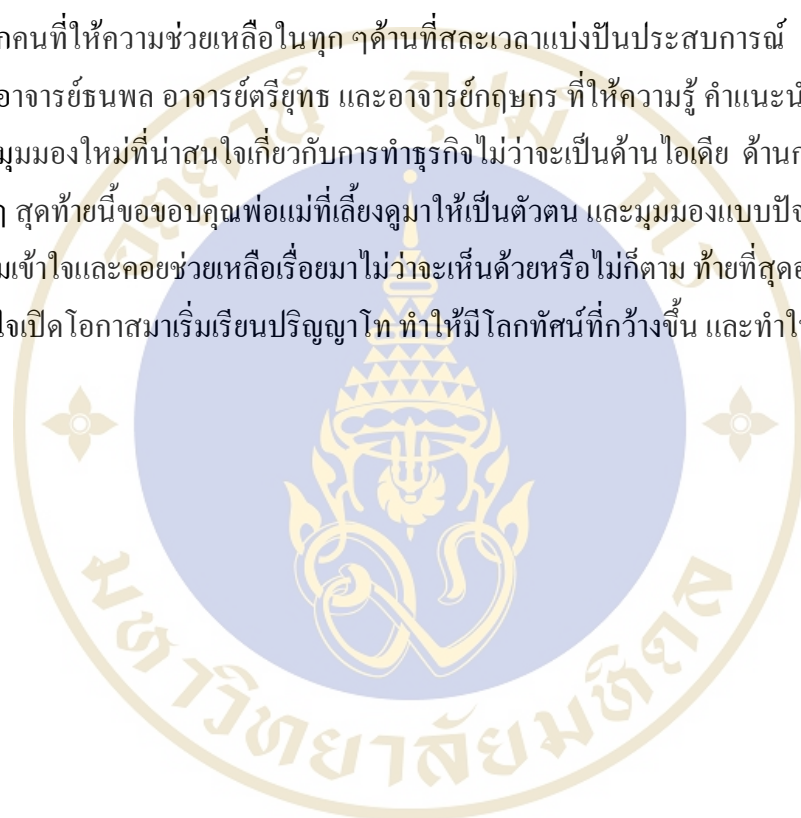 กคนที่ให้ความช่วยเหลือในทุก ๆด้านที่สละเวลาแบ่งปันประสบการณ์
อาจารย์ธนพล อาจารย์ตรียุทธ และอาจารย์กฤษกร ที่ให้ความรู้ คำแนะนำ
มุมมองใหม่ที่น่าสนใจเกี่ยวกับการทำธุรกิจไม่ว่าจะเป็นด้านไอเดีย ด้านก
ๆ สุดท้ายนี้ขอขอบคุณพ่อแม่ที่เลี้ยงดูมาให้เป็นตัวตน และมุมมองแบบปัจ
มเข้าใจและคอยช่วยเหลือเรื่อยมาไม่ว่าจะเห็นด้วยหรือไม่ก็ตาม ท้ายที่สุด
ใจเปิดโอกาสมาเริ่มเรียนปริญญาโท ทำให้มีโลกทัศน์ที่กว้างขึ้น และทำให
มหาวิทยาลัยมหิดล